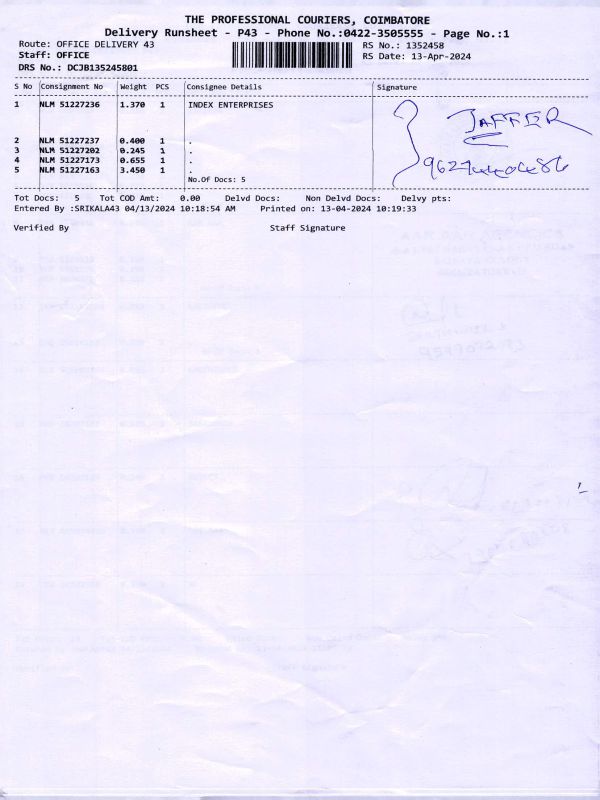 THE PROFESSIONAL COURIERS, COIMBATORE
Delivery Runsheet - P43 - Phone No.:0422-3505555 - Page No.:1
Route: OFFICE DELIVERY 43 RS No.: 1352458
Staff: OFFICE RS Date: 13-Apr-2024
DRS No.: DCJB135245801
S No Consignment No Weight PCS Consignee Details Signature
1 NLM 51227236 1.370 1 INDEX ENTERPRISES
JAFFER
2 NLM 51227237 0.400 1 .
3 NLM 51227202 0.245 1 .
4 NLM 51227173 0.655 1 .
5 NLM 51227163 3.450 1 .
No.Of Docs: 5
Tot Docs: 5 Tot COD Amt: 0.00 Delvd Docs: Non Delvd Docs: Delvy pts:
Entered By :SRIKALA43 04/13/2024 10:18:54 AM Printed on: 13-04-2024 10:19:33
Verified By Staff Signature